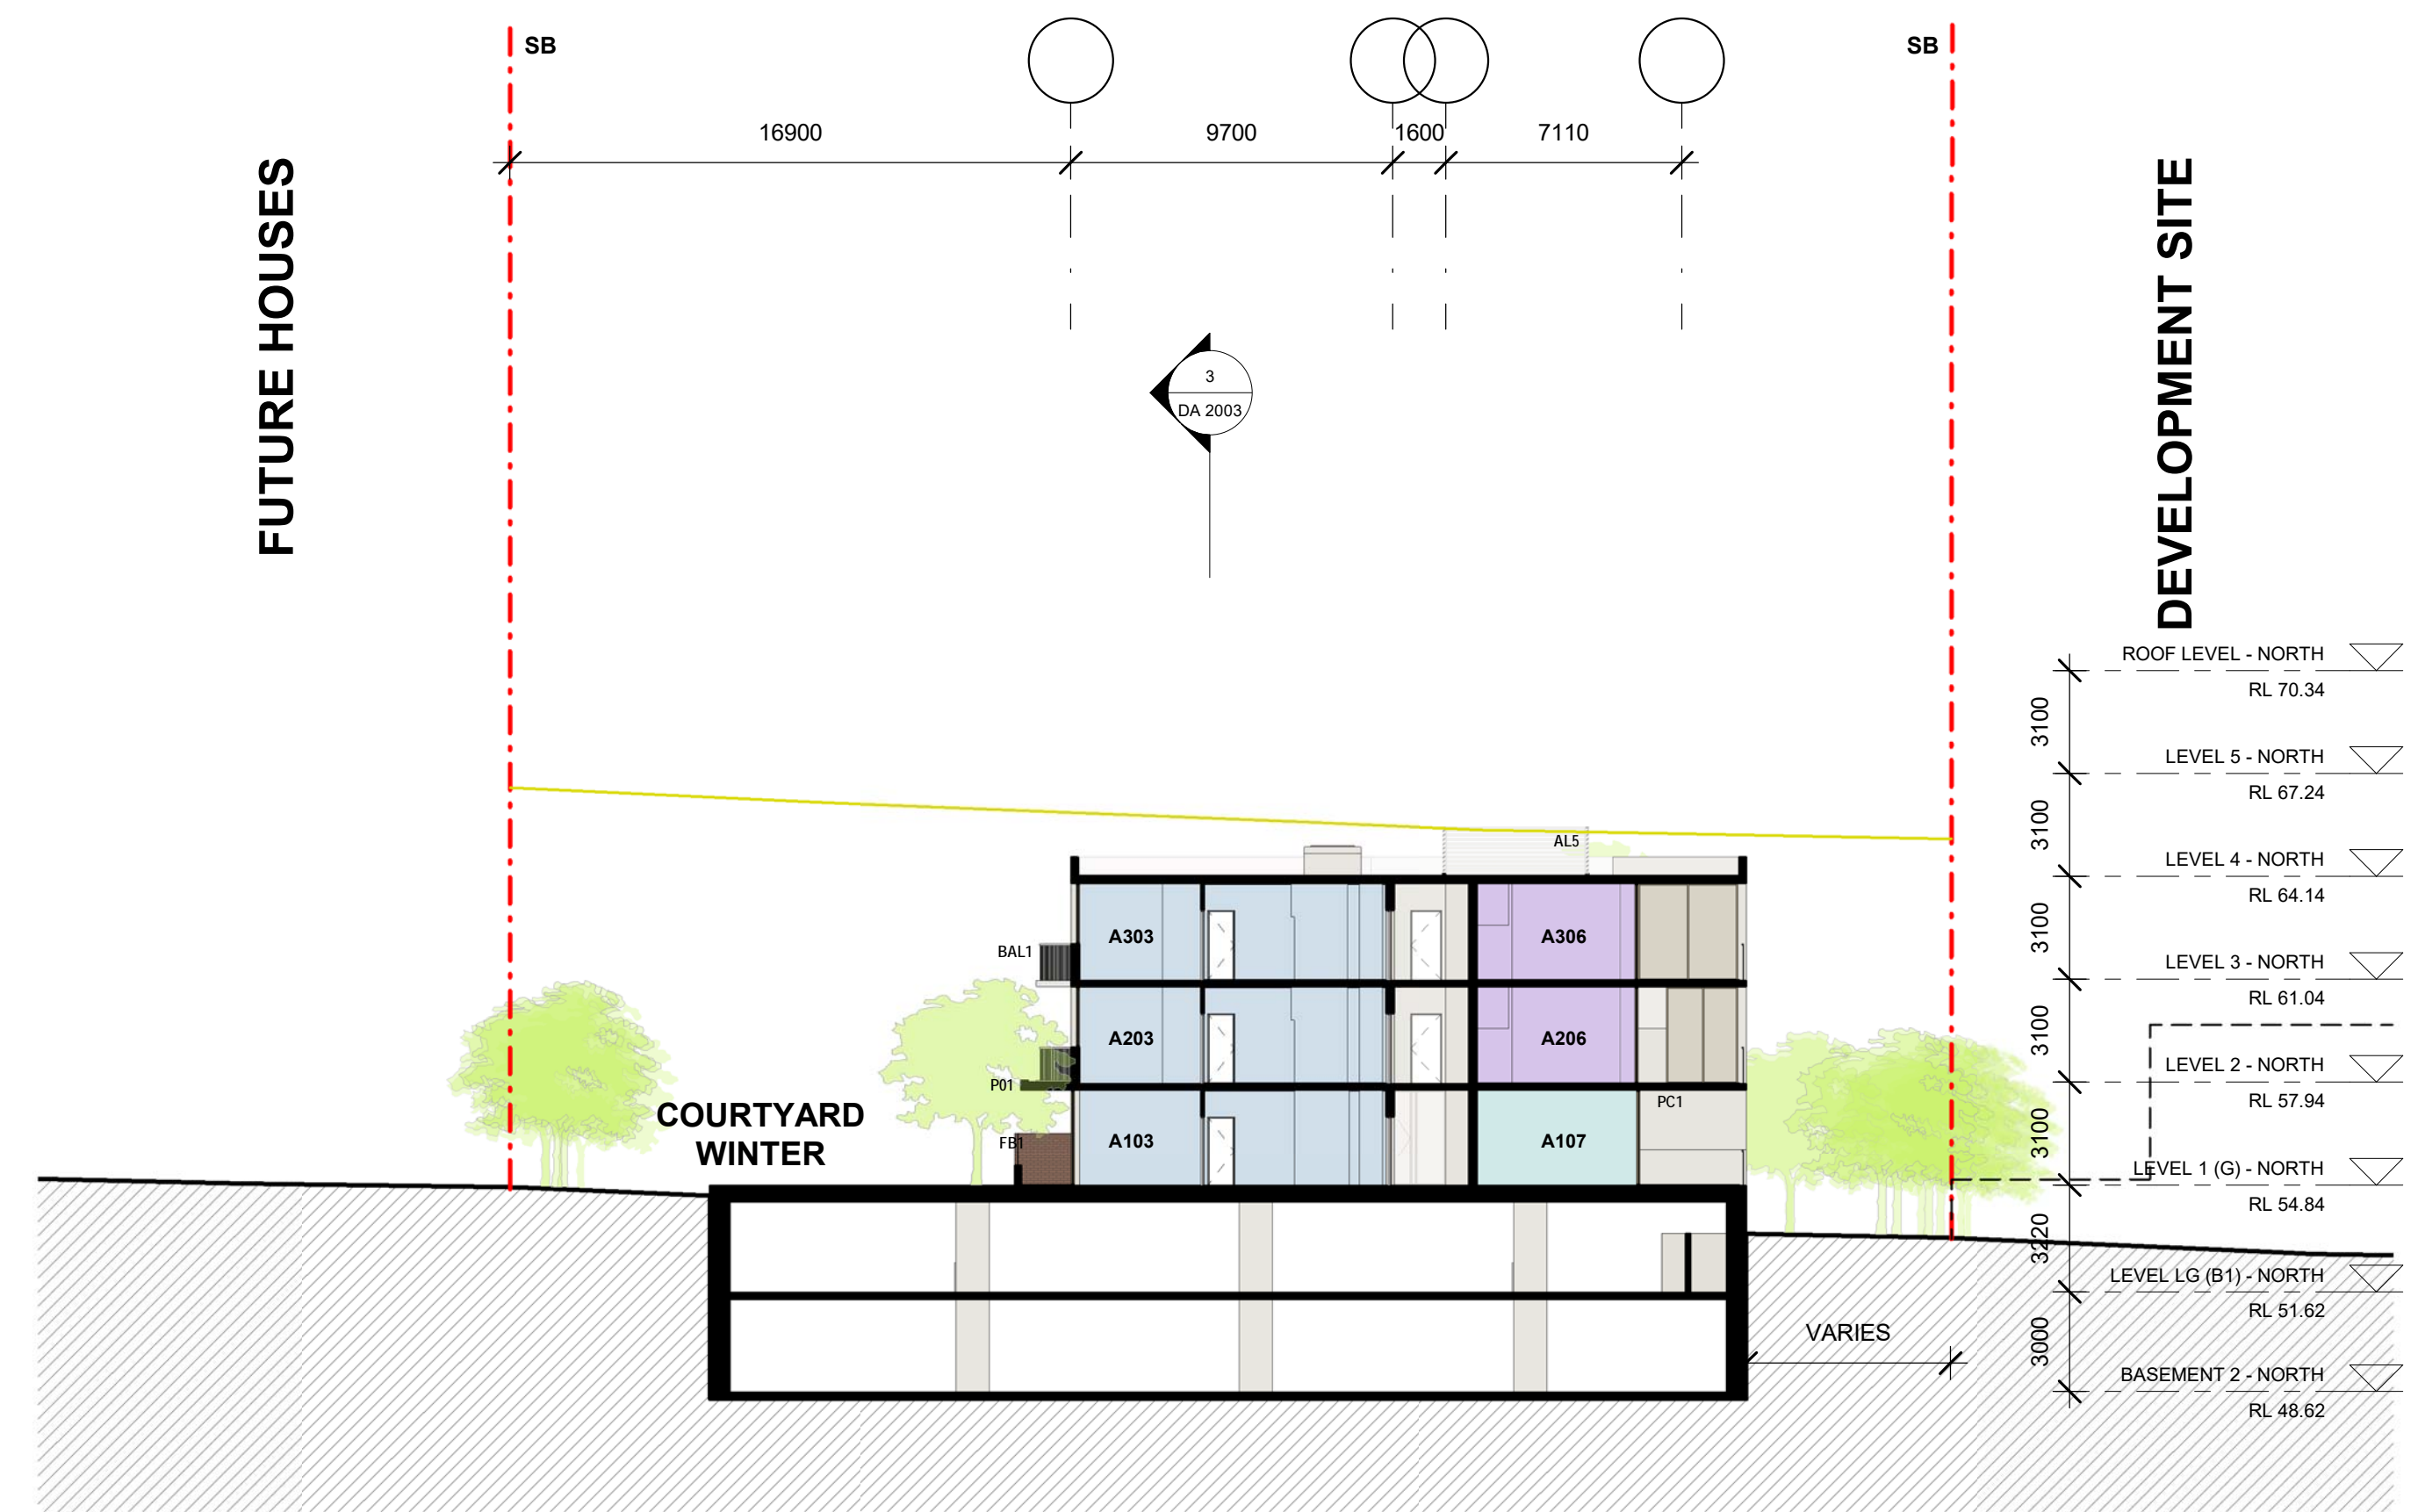 SB
SB
16900
9700
1600
7110
FUTURE HOUSES
DEVELOPMENT SITE
3
DA 2003
ROOF LEVEL - NORTH
RL 70.34
3100
LEVEL 5 - NORTH
RL 67.24
3100
AL5
LEVEL 4 - NORTH
RL 64.14
3100
A303
A306
BAL1
LEVEL 3 - NORTH
RL 61.04
3100
A203
A206
LEVEL 2 - NORTH
P01
RL 57.94
3100
PC1
COURTYARD
WINTER
FB1
A103
A107
LEVEL 1 (G) - NORTH
RL 54.84
3220
LEVEL LG (B1) - NORTH
RL 51.62
VARIES
3000
BASEMENT 2 - NORTH
RL 48.62